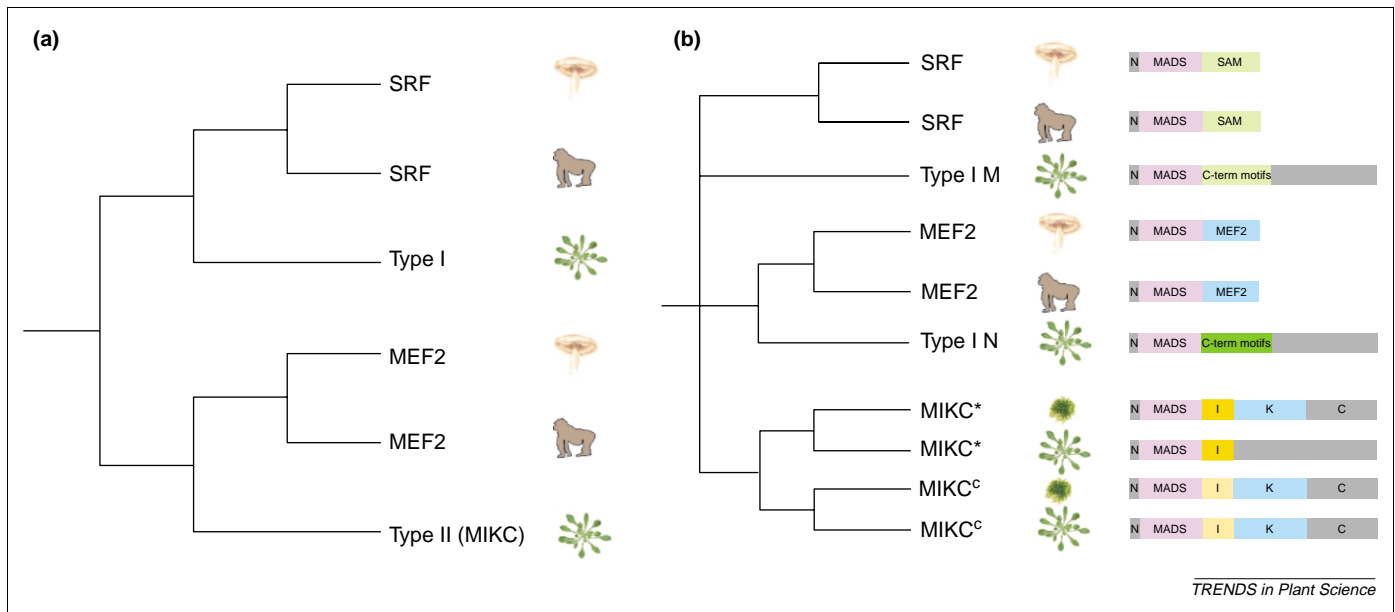 (a)
SRF
SRF
Type I
MEF2
MEF2
Type II (MIKC)
(b)
SRF N MADS SAM
SRF N MADS SAM
Type I M N MADS C-term motifs
MEF2 N MADS MEF2
MEF2 N MADS MEF2
Type I N N MADS C-term motifs
MIKC* N MADS I K C
MIKC* N MADS I
MIKCᶜ N MADS I K C
MIKCᶜ N MADS I K C
TRENDS in Plant Science